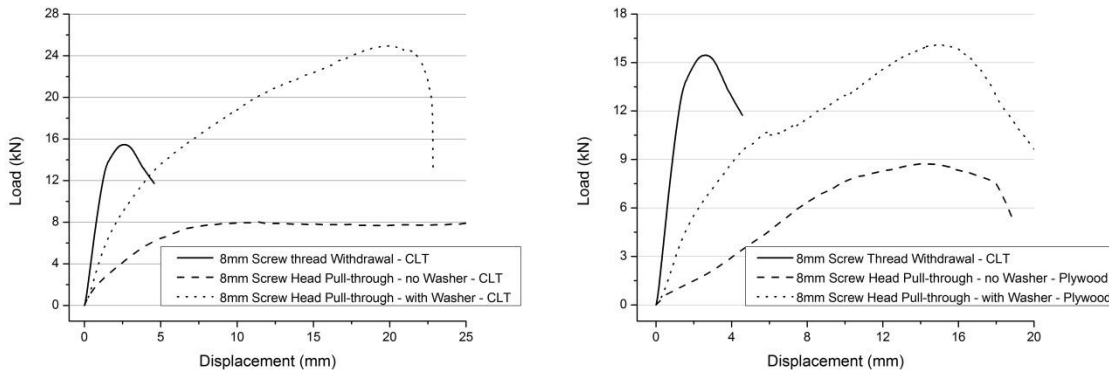 28
24
20
16
12
8
4
0
Load (kN)
8mm Screw thread Withdrawal - CLT
8mm Screw Head Pull-through - no Washer - CLT
8mm Screw Head Pull-through - with Washer - CLT
0 5 10 15 20 25
Displacement (mm)
18
15
12
9
6
3
0
Load (kN)
8mm Screw Thread Withdrawal - CLT
8mm Screw Head Pull-through - no Washer - Plywood
8mm Screw Head Pull-through - with Washer - Plywood
0 4 8 12 16 20
Displacement (mm)